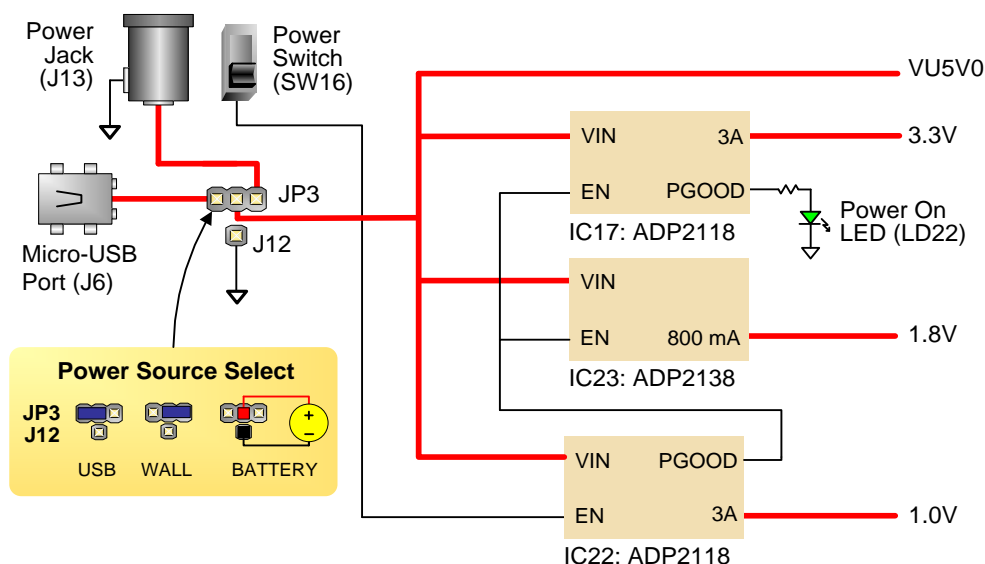 Power
Jack
(J13)
Power
Switch
(SW16)
VU5V0
VIN
3A
3.3V
EN
PGOOD
IC17: ADP2118
Power On
LED (LD22)
JP3
J12
Micro-USB
Port (J6)
VIN
EN
800 mA
1.8V
IC23: ADP2138
Power Source Select
JP3
J12
+
−
USB
WALL
BATTERY
VIN
PGOOD
EN
3A
1.0V
IC22: ADP2118